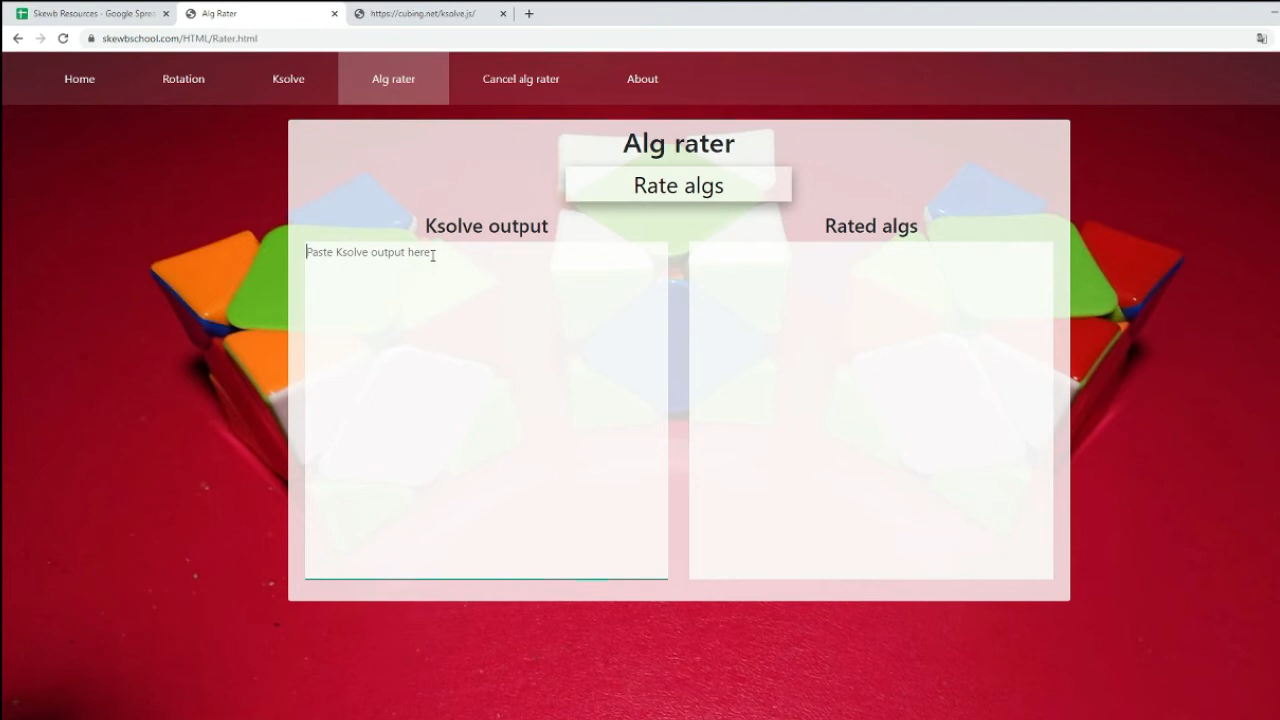 Skewb Resources - Google Sprea
Alg Rater
https://cubing.net/ksolve.js/
skewbschool.com/HTML/Rater.html
Home
Rotation
Ksolve
Alg rater
Cancel alg rater
About
Alg rater
Rate algs
Ksolve output
Rated algs
Paste Ksolve output here